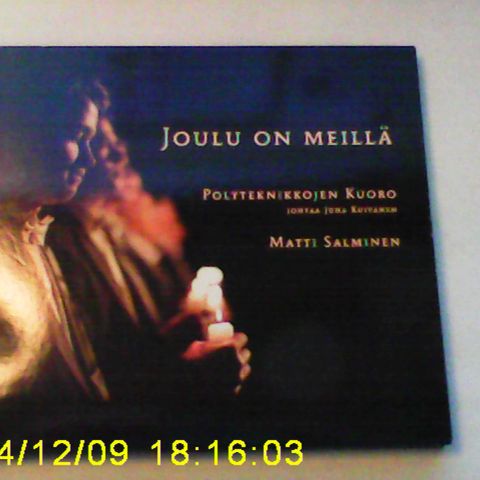 JOULU ON MEILLÄ
POLYTEKNIKKOJEN KUORO
JOHTAA JUHA KUIVANEN
MATTI SALMINEN
4/12/09 18:16:03